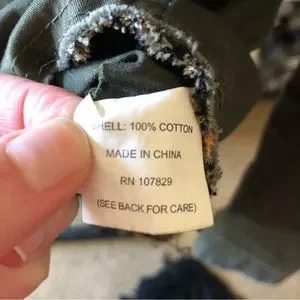 SHELL: 100% COTTON
MADE IN CHINA
RN 107829
(SEE BACK FOR CARE)